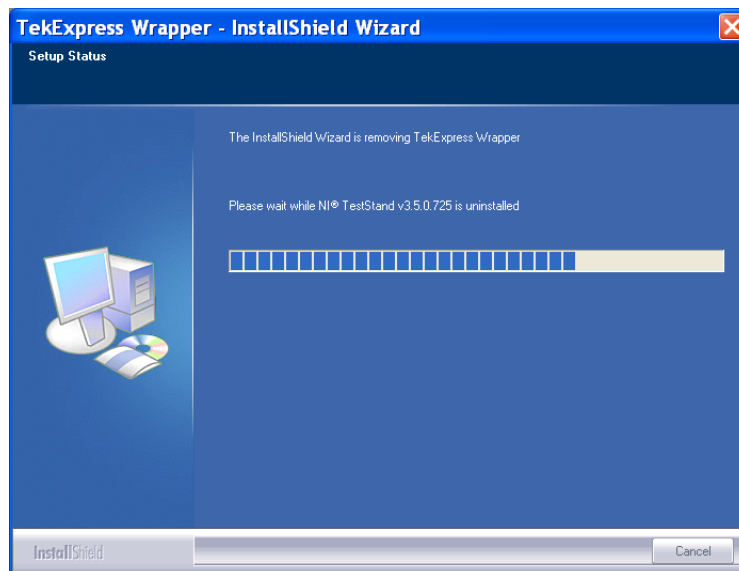 TekExpress Wrapper - InstallShield Wizard
Setup Status
The InstallShield Wizard is removing TekExpress Wrapper
Please wait while NI® TestStand v3.5.0.725 is uninstalled
InstallShield
Cancel